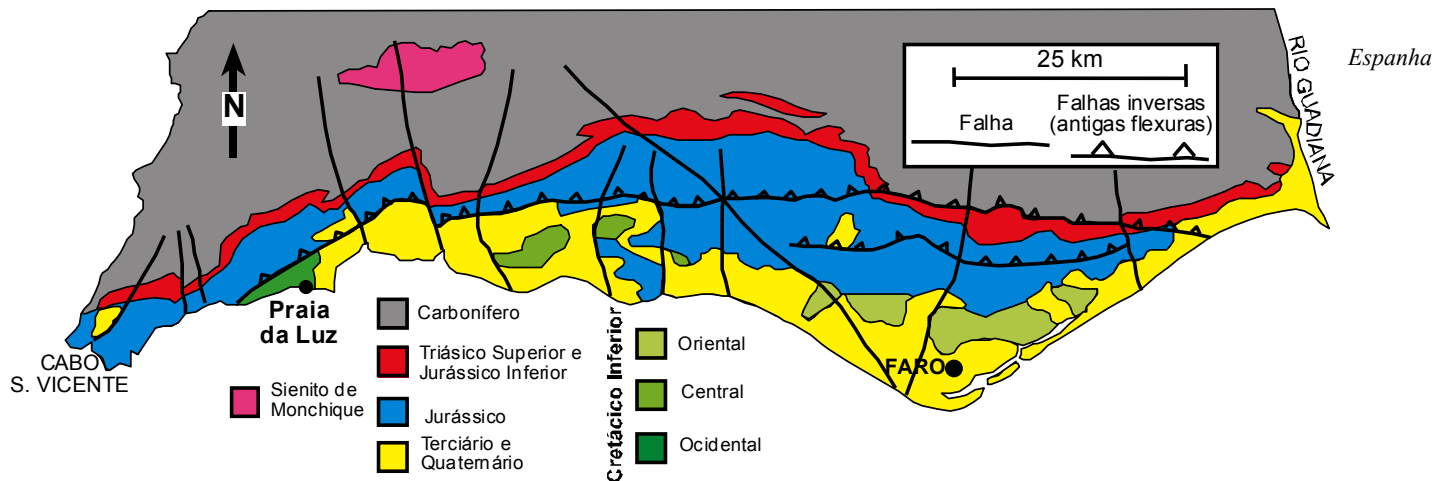 N
25 km
Falha
Falhas inversas
(antigas flexuras)
RIO GUADIANA
Espanha
Praia
da Luz
CABO
S. VICENTE
FARO
Sienito de
Monchique
Carbonífero
Triásico Superior e
Jurássico Inferior
Jurássico
Terciário e
Quaternário
Cretácico Inferior
Oriental
Central
Ocidental